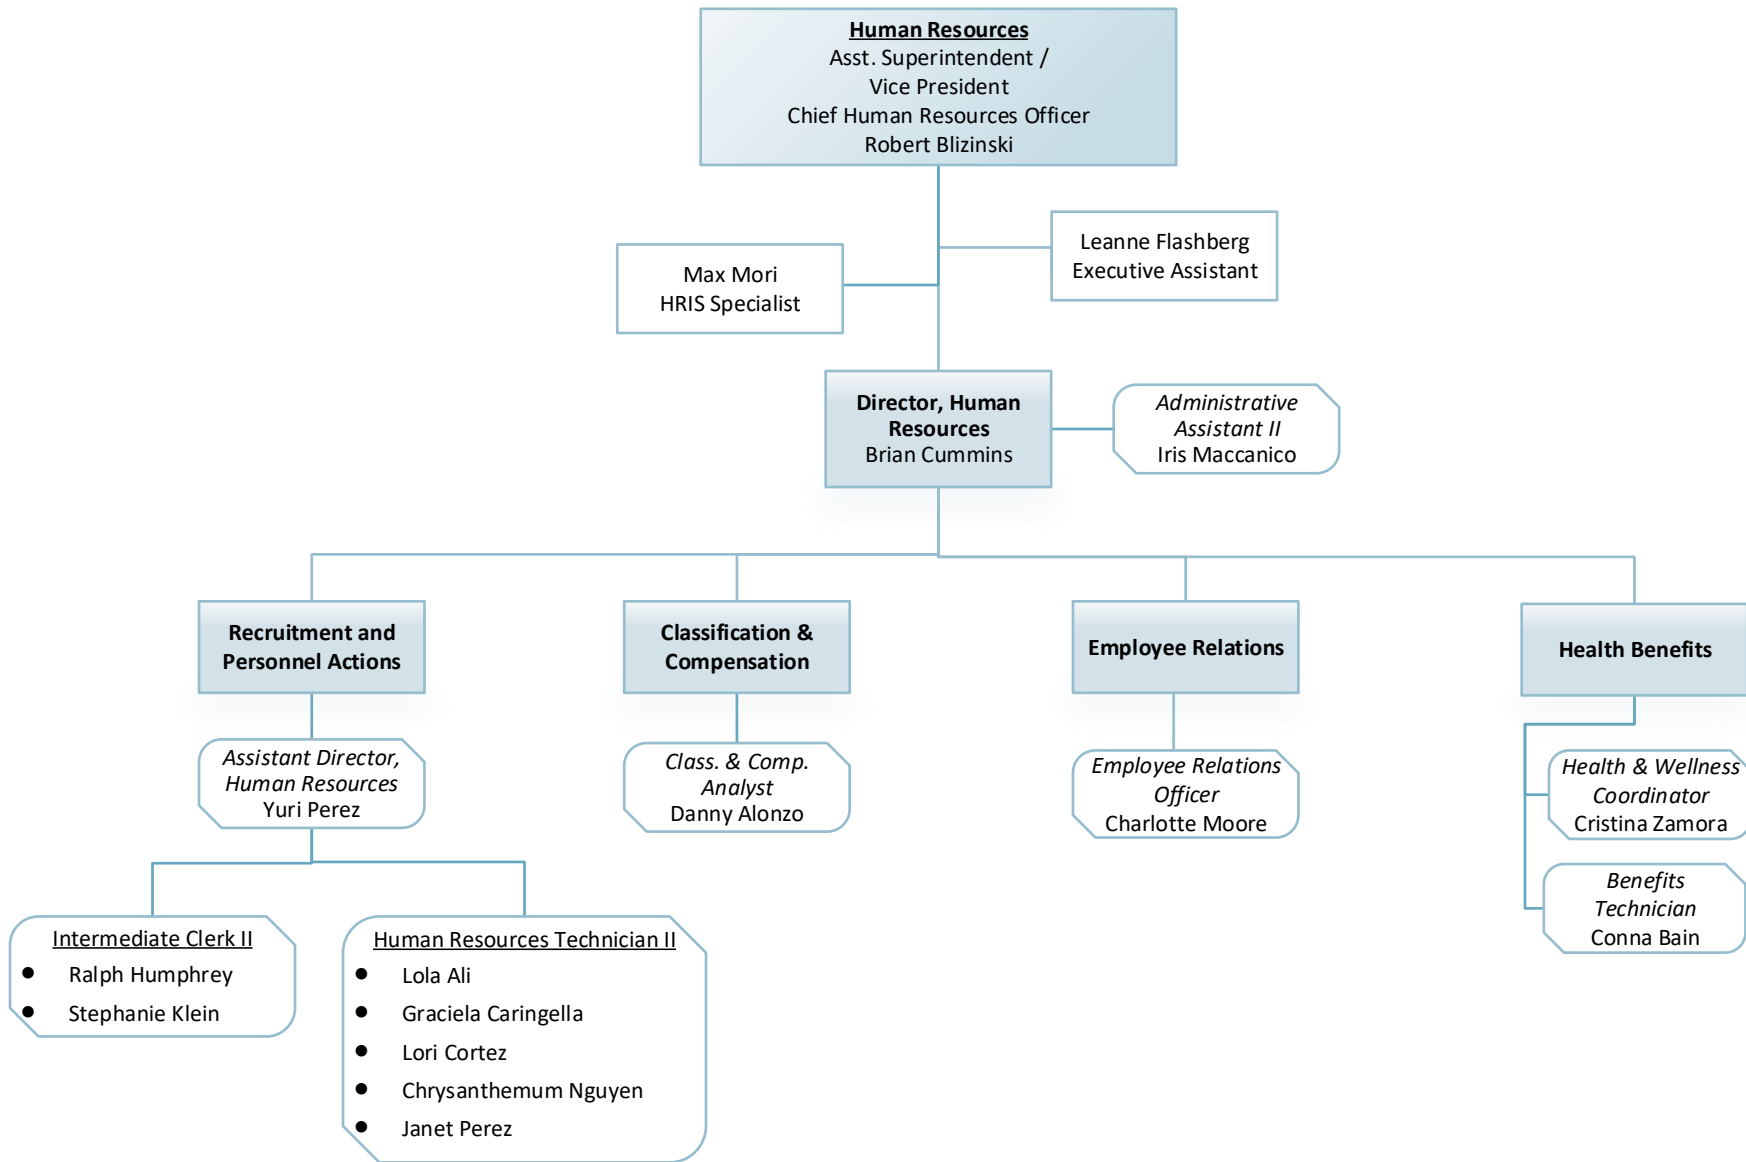 Human Resources
Asst. Superintendent /
Vice President
Chief Human Resources Officer
Robert Blizinski
Leanne Flashberg
Executive Assistant
Max Mori
HRIS Specialist
Director, Human
Resources
Brian Cummins
Administrative
Assistant II
Iris Maccanico
Recruitment and
Personnel Actions
Classification &
Compensation
Employee Relations
Health Benefits
Assistant Director,
Human Resources
Yuri Perez
Class. & Comp.
Analyst
Danny Alonzo
Employee Relations
Officer
Charlotte Moore
Health & Wellness
Coordinator
Cristina Zamora
Benefits
Technician
Conna Bain
Intermediate Clerk II
• Ralph Humphrey
• Stephanie Klein
Human Resources Technician II
• Lola Ali
• Graciela Caringella
• Lori Cortez
• Chrysanthemum Nguyen
• Janet Perez